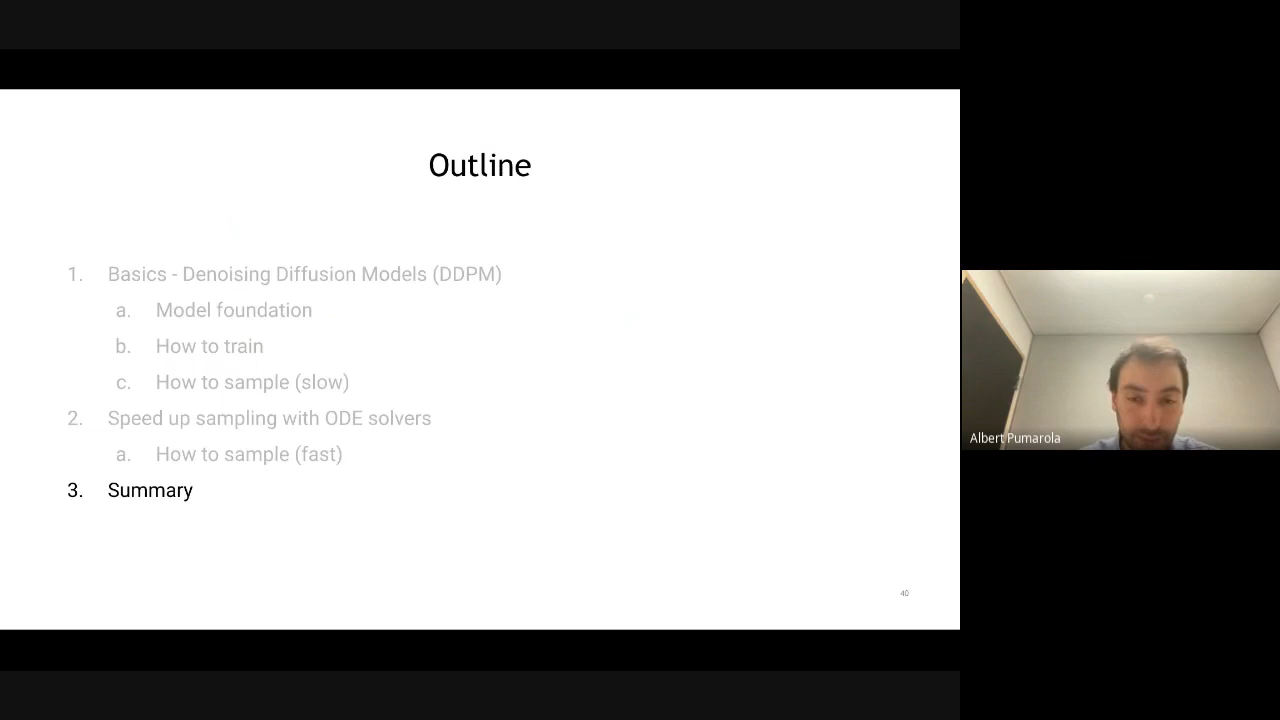 Outline
1. Basics - Denoising Diffusion Models (DDPM)
a. Model foundation
b. How to train
c. How to sample (slow)
2. Speed up sampling with ODE solvers
a. How to sample (fast)
3. Summary
40
Albert Pumarola